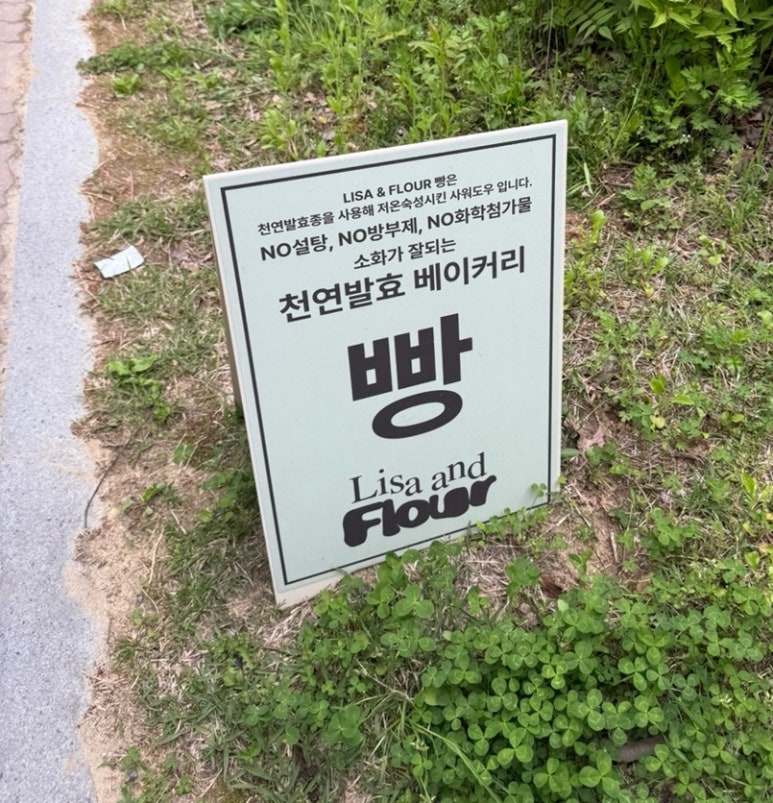 LISA & FLOUR 빵은
천연발효종을 사용해 저온숙성시킨 사워도우 입니다.
NO설탕, NO방부제, NO화학첨가물
소화가 잘되는
천연발효 베이커리
빵
Lisa and
Flour